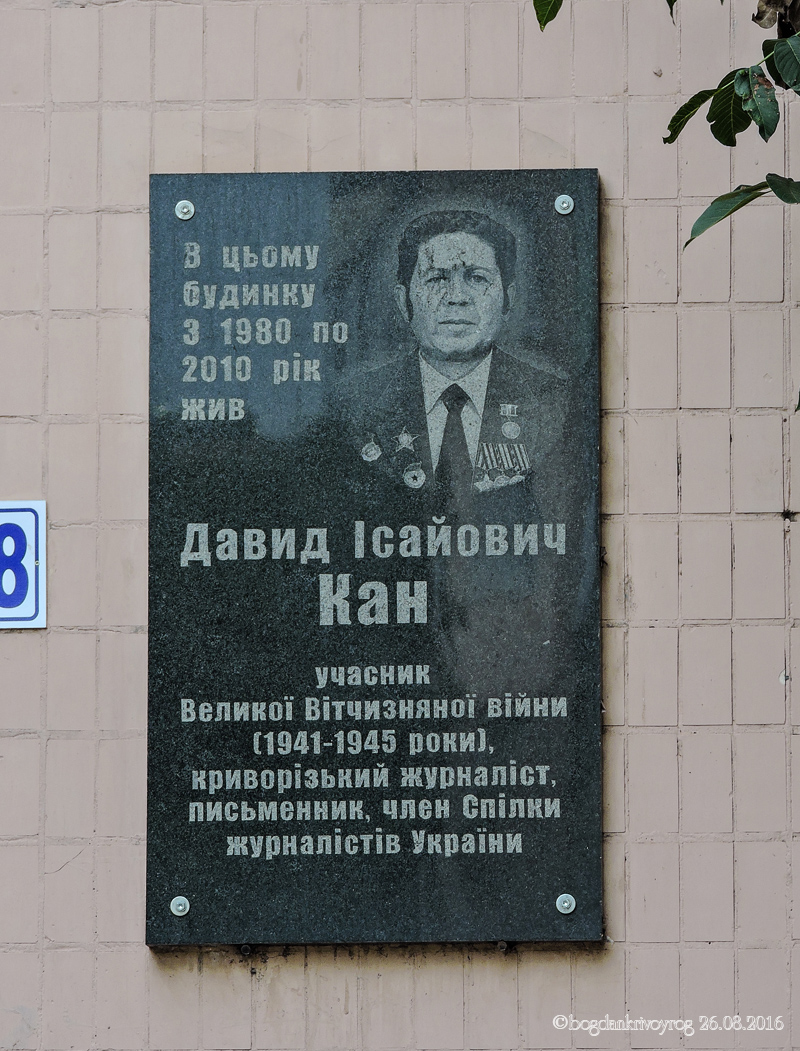 В цьому
будинку
З 1980 по
2010 рік
жив
Давид Ісайович
Кан
учасник
Великої Вітчизняної війни
(1941-1945 роки),
криворізький журналіст,
письменник, член Спілки
журналістів України
8
©bogdankrivoyrog 26.08.2016